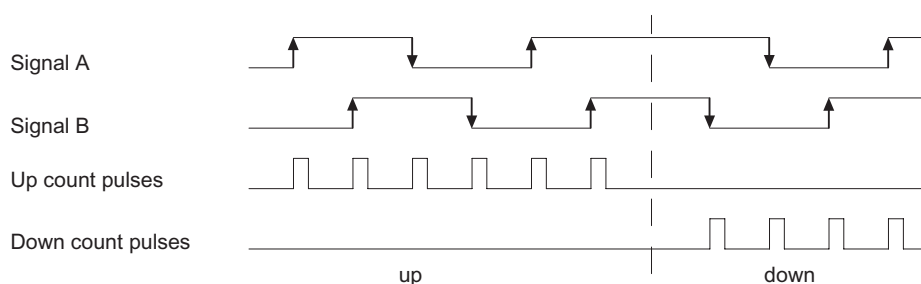 Signal A
Signal B
Up count pulses
Down count pulses
up
down